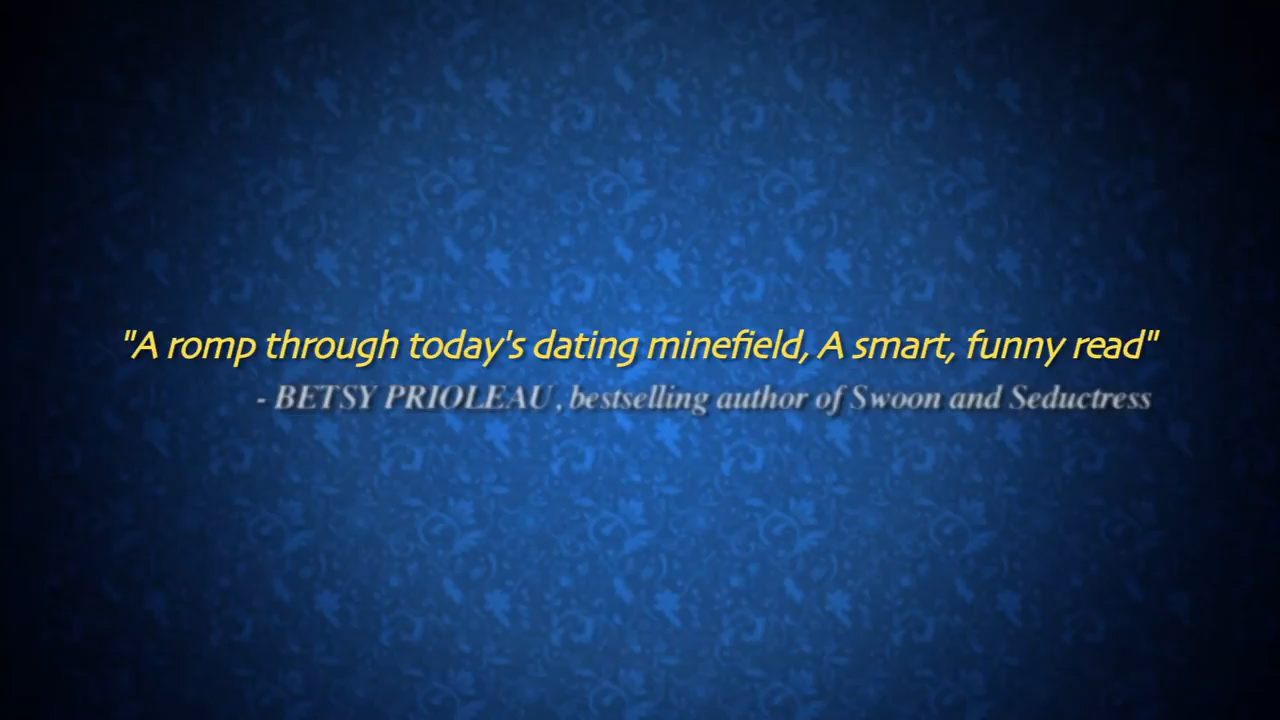 "A romp through today's dating minefield, A smart, funny read"
- BETSY PRIOLEAU , bestselling author of Swoon and Seductress